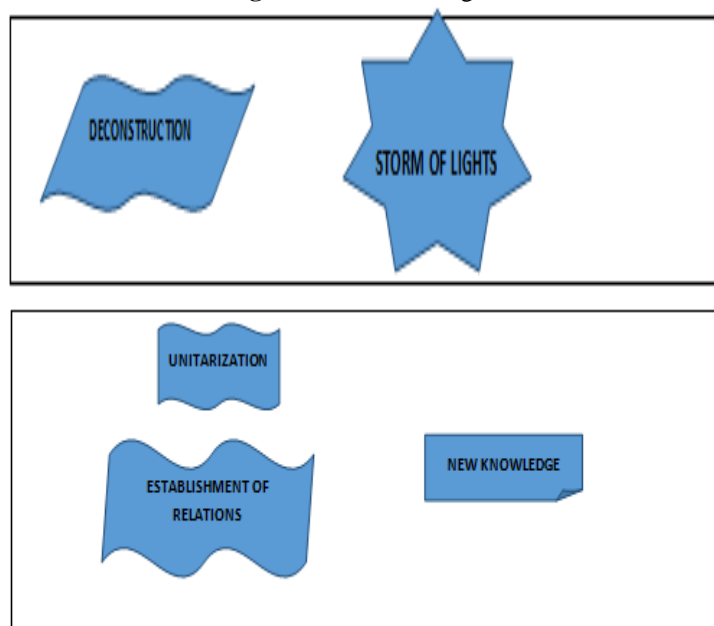 DECONSTRUCTION
STORM OF LIGHTS
UNITARIZATION
ESTABLISHMENT OF
RELATIONS
NEW KNOWLEDGE